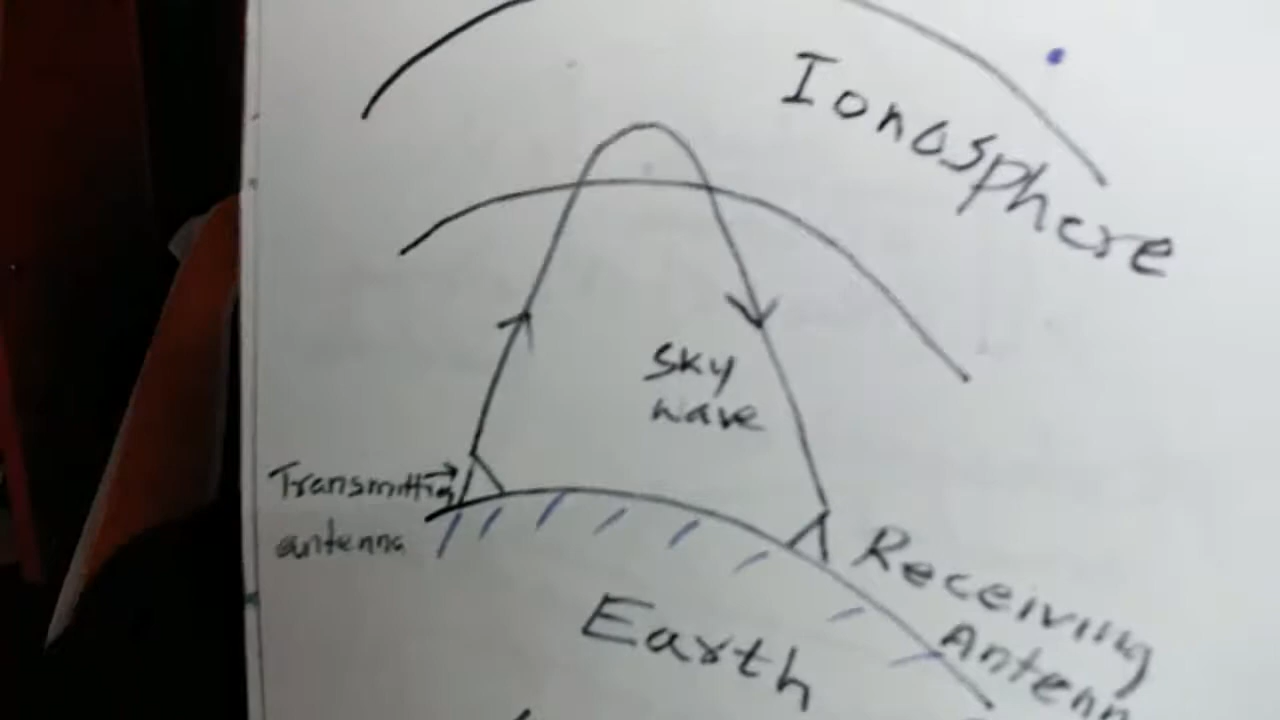 Ionosphere
Sky
wave
Transmitting
antenna
Receiving
Antenn
Earth